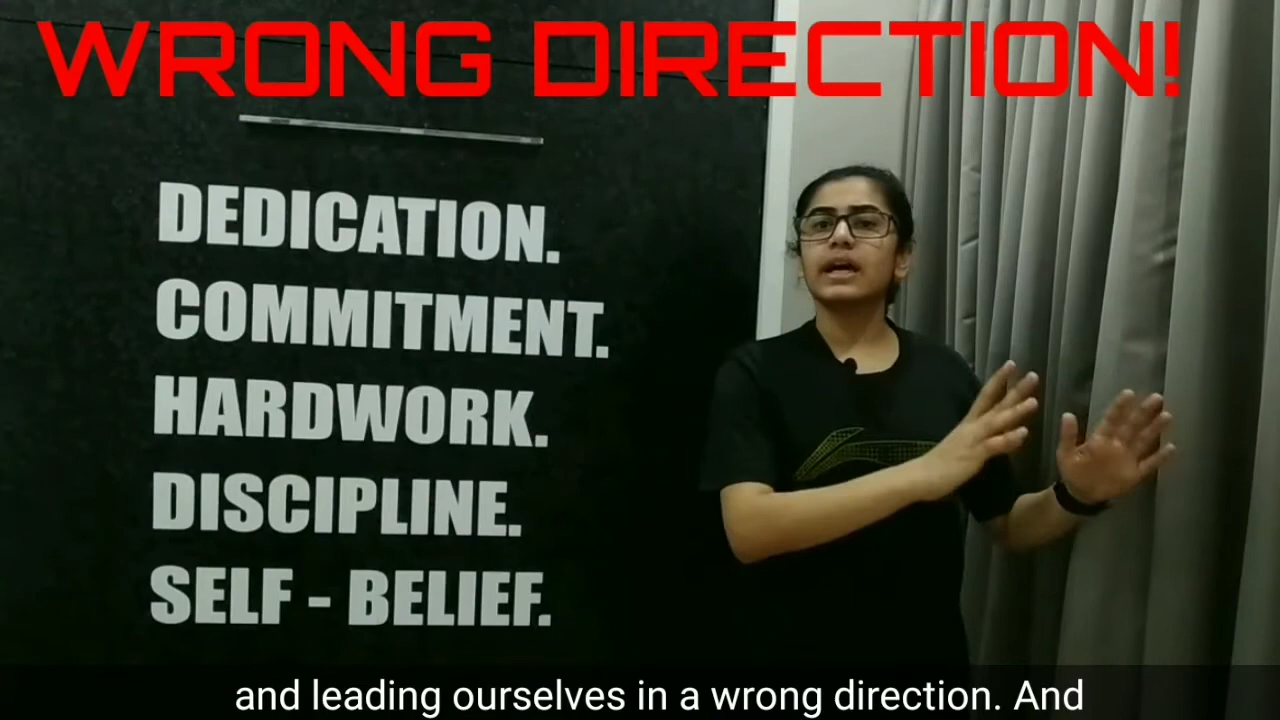 WRONG DIRECTION!
DEDICATION.
COMMITMENT.
HARDWORK.
DISCIPLINE.
SELF - BELIEF.
and leading ourselves in a wrong direction. And